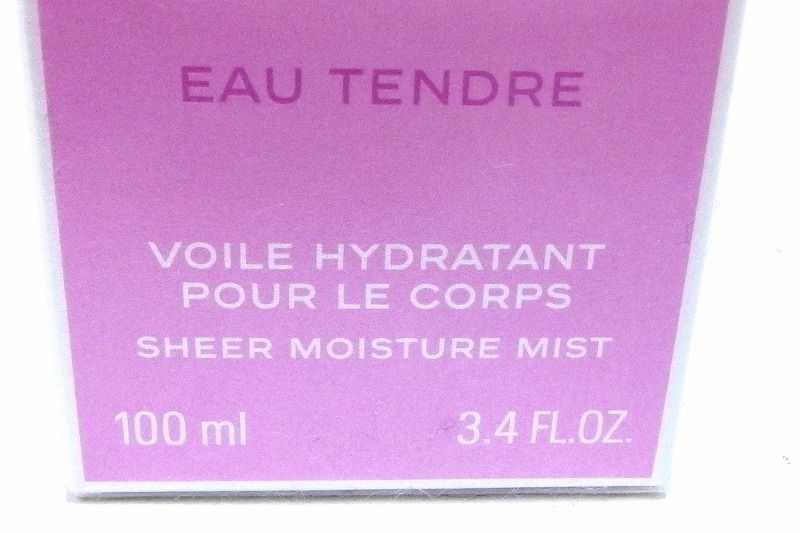 EAU TENDRE
VOILE HYDRATANT
POUR LE CORPS
SHEER MOISTURE MIST
100 ml 3.4 FL.OZ.